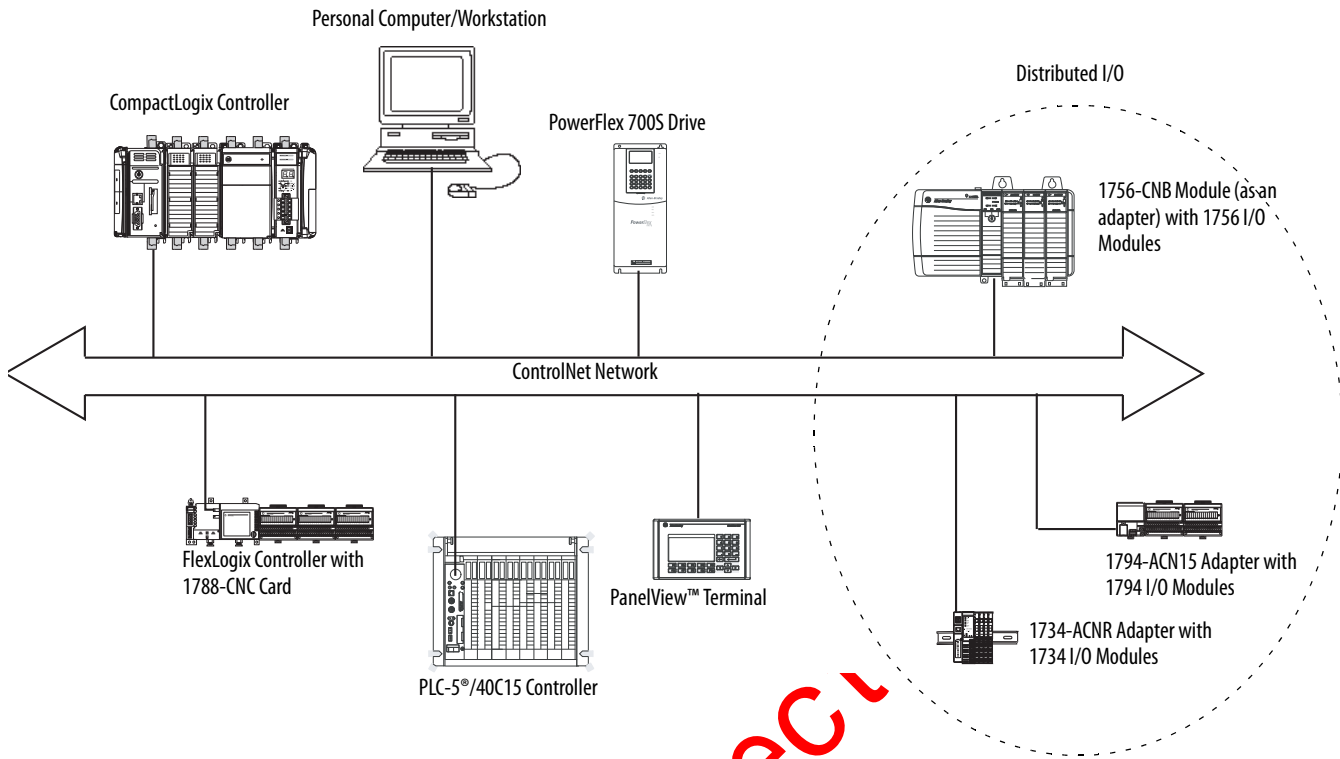 Personal Computer/Workstation
Distributed I/O
CompactLogix Controller
PowerFlex 700S Drive
1756-CNB Module (as an
adapter) with 1756 I/O
Modules
ControlNet Network
FlexLogix Controller with
1788-CNC Card
PLC-5®/40C15 Controller
PanelView™ Terminal
1794-ACN15 Adapter with
1794 I/O Modules
1734-ACNR Adapter with
1734 I/O Modules